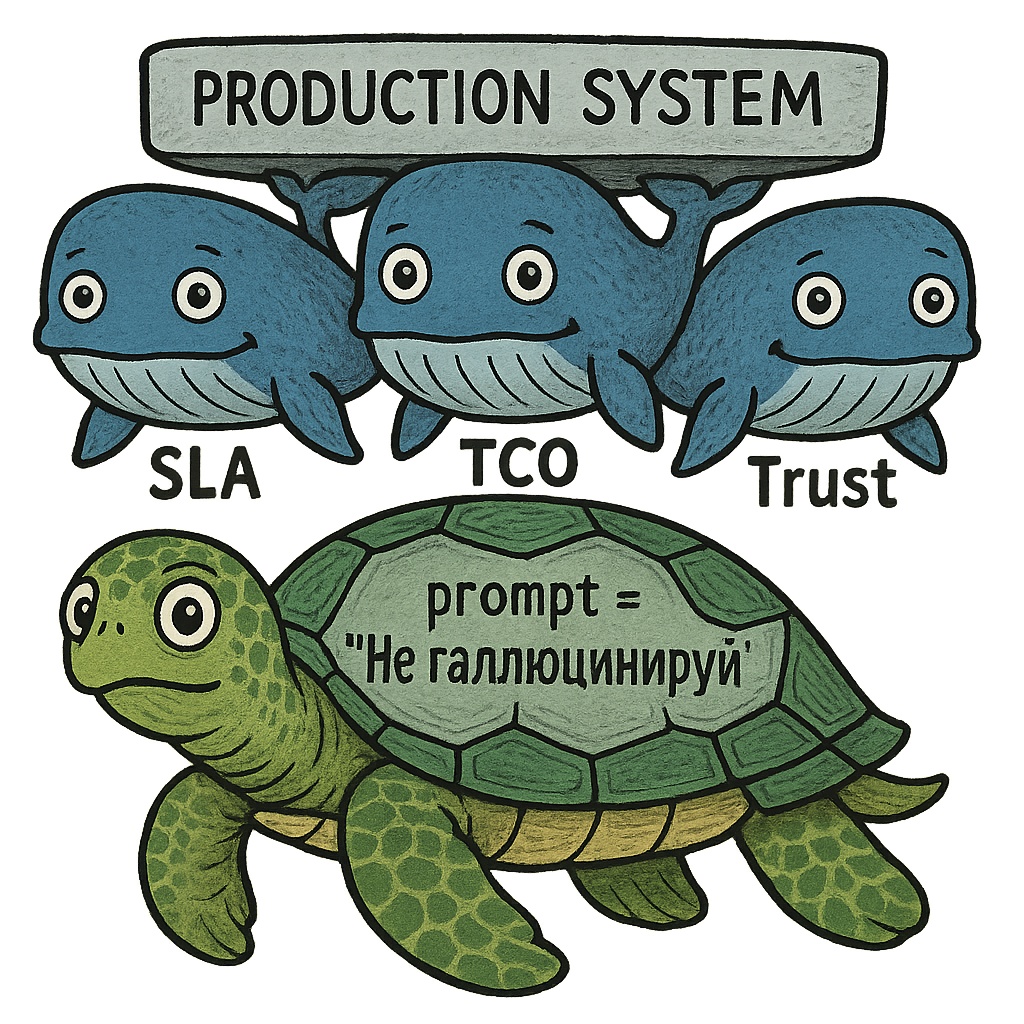 PRODUCTION SYSTEM
SLA
TCO
Trust
prompt =
"Не галлюцинируй'